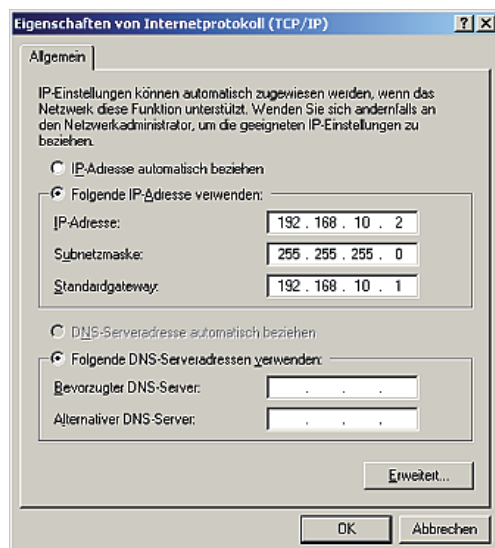 Eigenschaften von Internetprotokoll (TCP/IP)
Allgemein
IP-Einstellungen können automatisch zugewiesen werden, wenn das
Netzwerk diese Funktion unterstützt. Wenden Sie sich andernfalls an
den Netzwerkadministrator, um die geeigneten IP-Einstellungen zu
beziehen.
IP-Adresse automatisch beziehen
Folgende IP-Adresse verwenden:
IP-Adresse: 192 . 168 . 10 . 2
Subnetzmaske: 255 . 255 . 255 . 0
Standardgateway: 192 . 168 . 10 . 1
DNS-Serveradresse automatisch beziehen
Folgende DNS-Serveradressen verwenden:
Bevorzugter DNS-Server: . . .
Alternativer DNS-Server: . . .
Erweitert...
OK Abbrechen